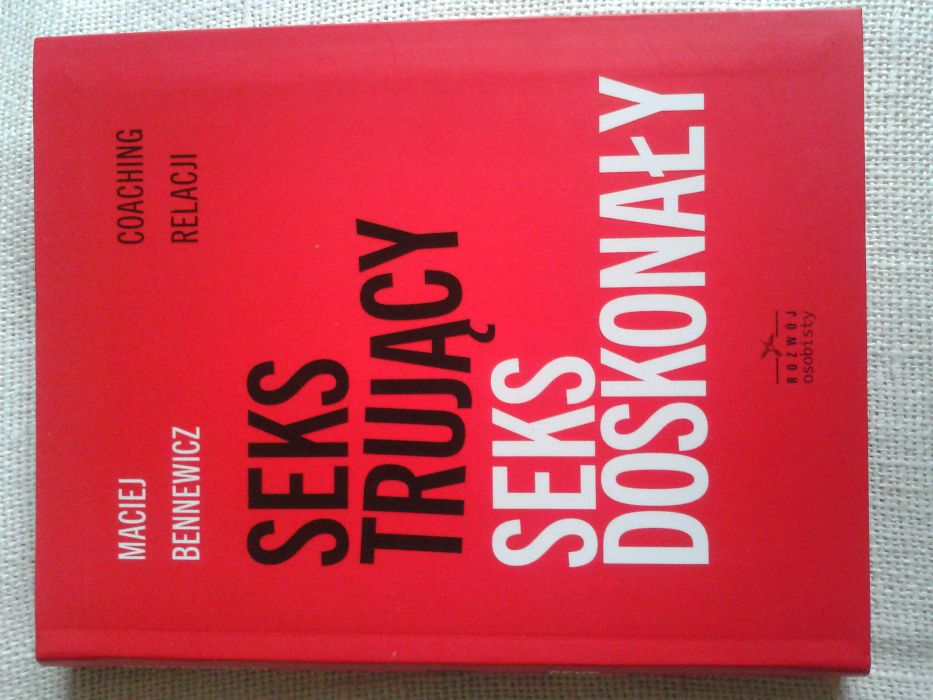 MACIEJ
BENNEWICZ
COACHING
RELACJI
SEKS
TRUJĄCY
SEKS
DOSKONAŁY
ROZWÓJ
osobisty